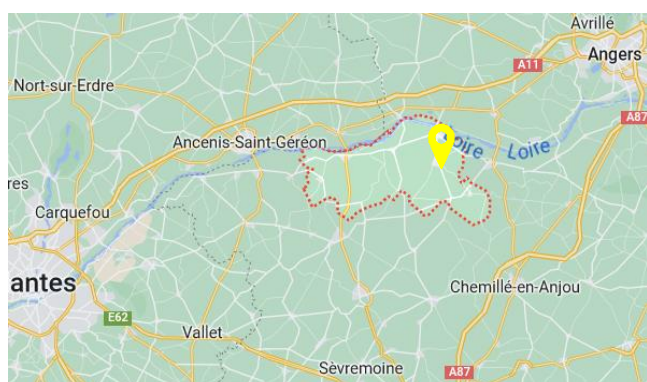 Avrillé
Angers
A11
Nort-sur-Erdre
A87
Ancenis-Saint-Géréon
Loire
Loire
res
Carquefou
antes
Chemillé-en-Anjou
E62
Vallet
Sèvremoine
A87